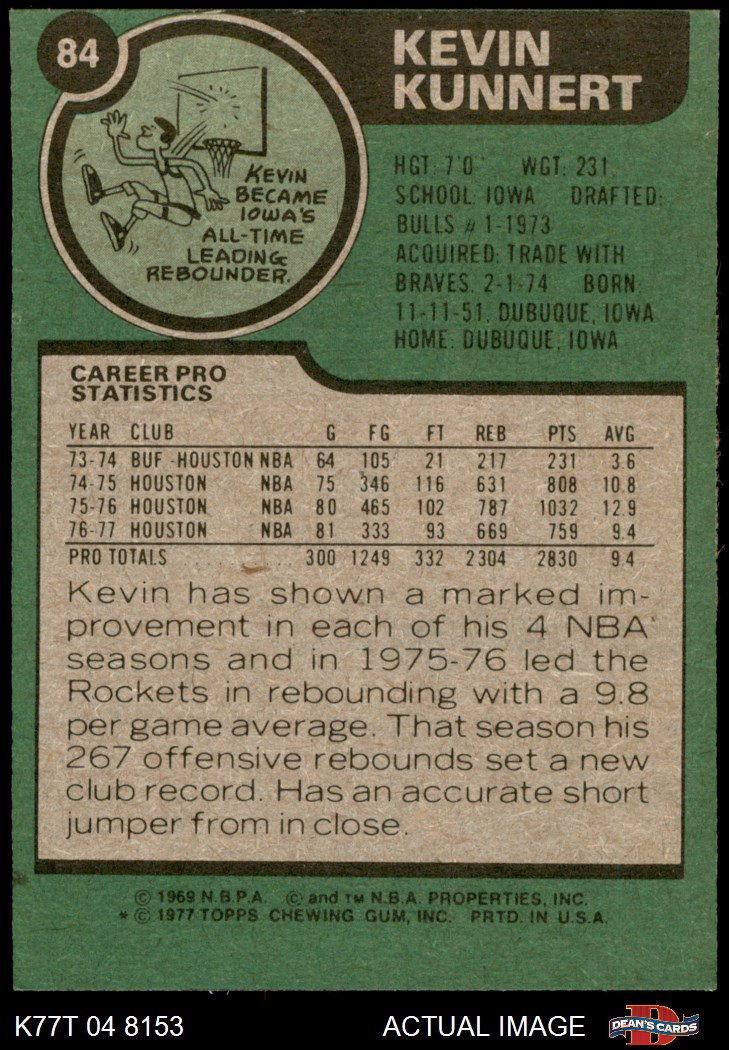 84
KEVIN
KUNNERT
KEVIN
BECAME
IOWA'S
ALL-TIME
LEADING
REBOUNDER.
HGT: 7'0" WGT: 231
SCHOOL: IOWA DRAFTED:
BULLS # 1-1973
ACQUIRED: TRADE WITH
BRAVES, 2-1-74 BORN:
11-11-51, DUBUQUE, IOWA
HOME: DUBUQUE, IOWA
CAREER PRO
STATISTICS
YEAR CLUB G FG FT REB PTS AVG
73-74 BUF.-HOUSTON NBA 64 105 21 217 231 3.6
74-75 HOUSTON NBA 75 346 116 631 808 10.8
75-76 HOUSTON NBA 80 465 102 787 1032 12.9
76-77 HOUSTON NBA 81 333 93 669 759 9.4
PRO TOTALS 300 1249 332 2304 2830 9.4
Kevin has shown a marked im-
provement in each of his 4 NBA
seasons and in 1975-76 led the
Rockets in rebounding with a 9.8
per game average. That season his
267 offensive rebounds set a new
club record. Has an accurate short
jumper from in close.
© 1969 N.B.P.A. © and TM N.B.A. PROPERTIES, INC.
* © 1977 TOPPS CHEWING GUM, INC. PRTD. IN U.S.A.
K77T 04 8153 ACTUAL IMAGE DEAN'S CARDS